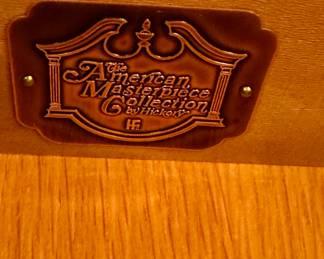 The
American
Masterpiece
Collection
by Hickory
HF